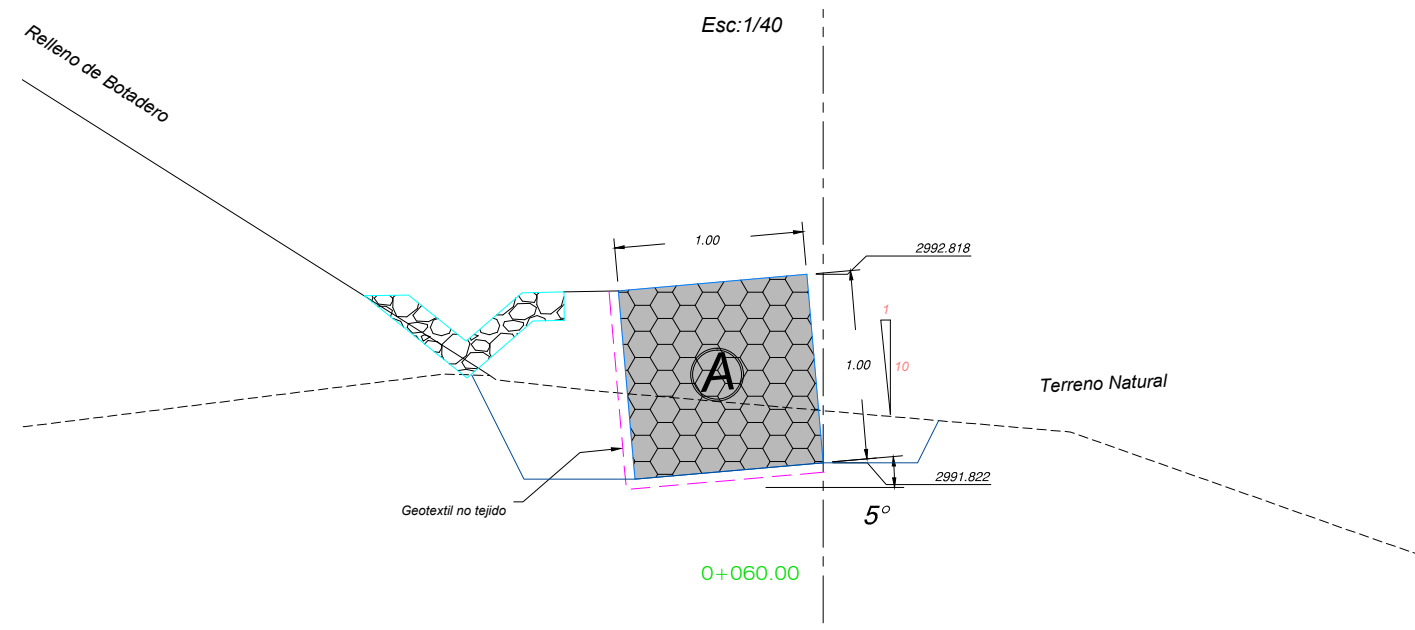 Esc:1/40
Relleno de Botadero
1.00
2992.818
1
1.00
10
A
Terreno Natural
2991.822
Geotextil no tejido
5°
0+060.00